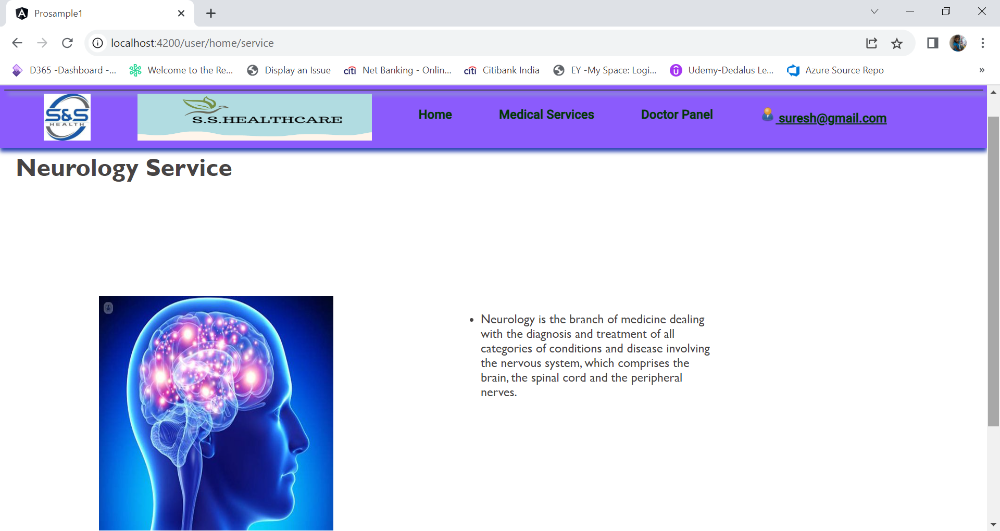 Prosample1
localhost:4200/user/home/service
D365 -Dashboard -... Welcome to the Re... Display an Issue citi Net Banking - Onlin... citi Citibank India EY -My Space: Logi... Udemy-Dedalus Le... Azure Source Repo »
S&S
HEALTH
S.S.HEALTHCARE
Home Medical Services Doctor Panel suresh@gmail.com
Neurology Service
• Neurology is the branch of medicine dealing
with the diagnosis and treatment of all
categories of conditions and disease involving
the nervous system, which comprises the
brain, the spinal cord and the peripheral
nerves.